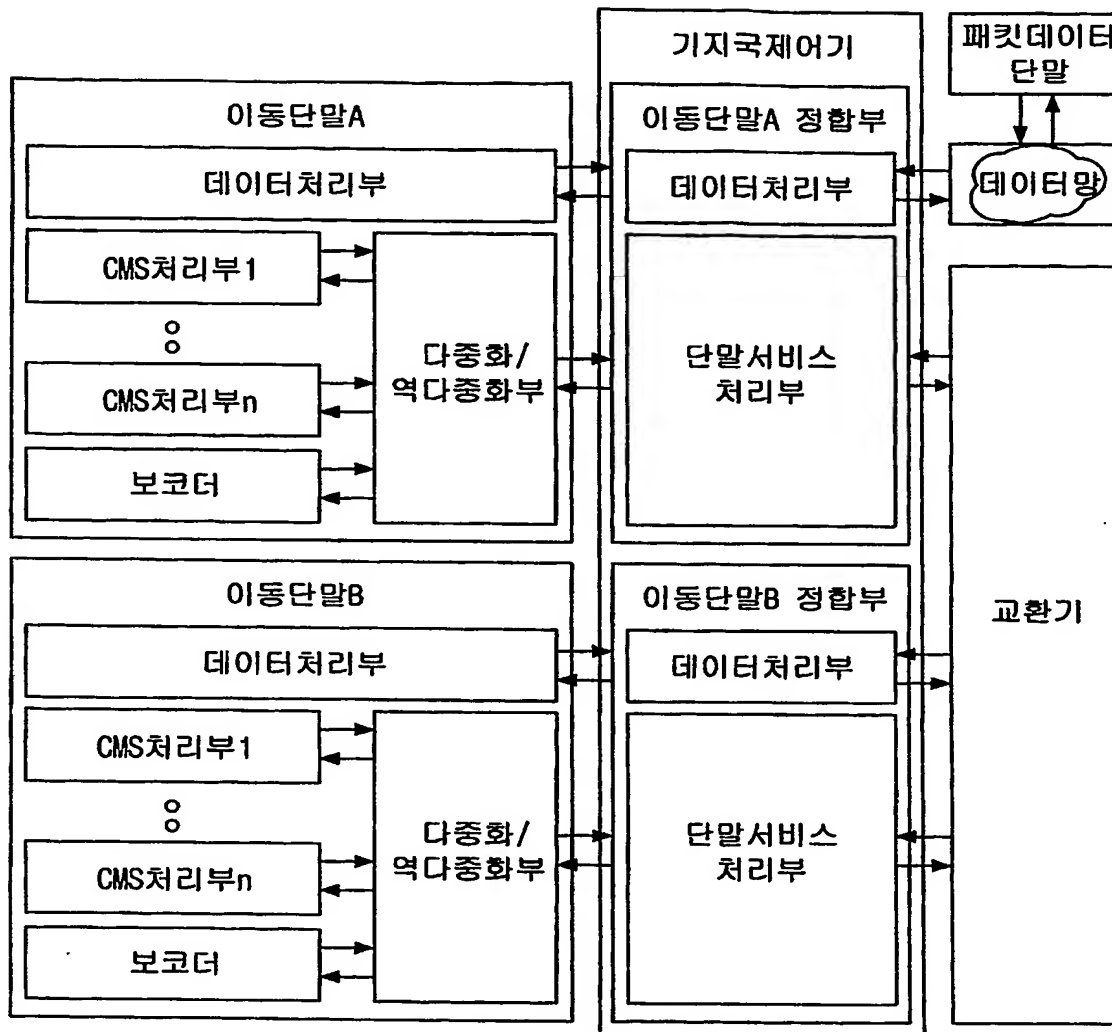 기지국제어기
패킷데이터
단말
이동단말A
이동단말A 정합부
데이터처리부
데이터처리부
데이터망
CMS처리부1
다중화/
역다중화부
단말서비스
처리부
CMS처리부n
보코더
이동단말B
이동단말B 정합부
교환기
데이터처리부
데이터처리부
CMS처리부1
다중화/
역다중화부
단말서비스
처리부
CMS처리부n
보코더